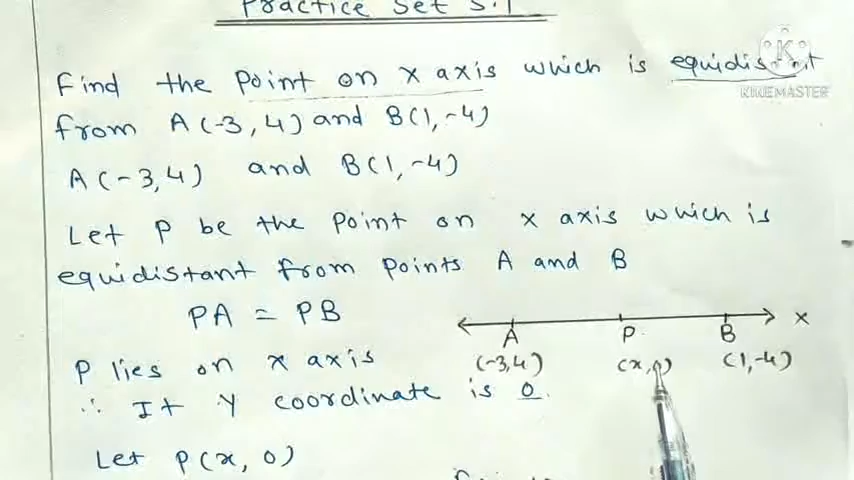 Practice Set 5.1
Find the point on x axis which is equidistant
from A(-3,4) and B(1,-4)
A(-3,4) and B(1,-4)
Let P be the point on x axis which is
equidistant from points A and B
PA = PB
P lies on x axis
∴ It Y coordinate is 0.
Let P(x, 0)
A P B X
(-3,4) (x, ) (1,-4)
K
KINEMASTER